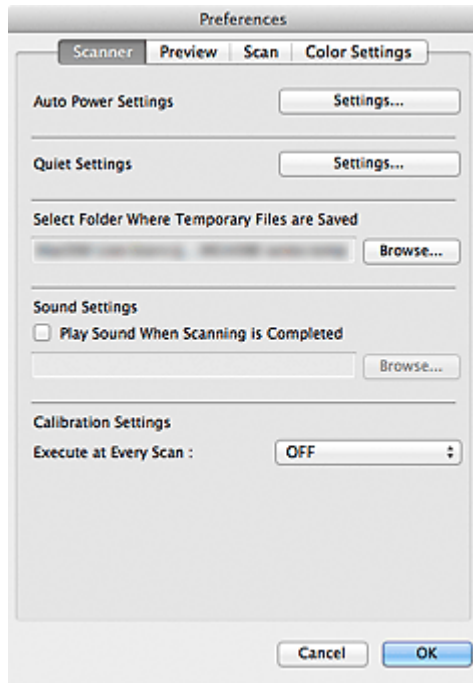 Preferences
Scanner Preview Scan Color Settings
Auto Power Settings Settings...
Quiet Settings Settings...
Select Folder Where Temporary Files are Saved
Browse...
Sound Settings
Play Sound When Scanning is Completed
Browse...
Calibration Settings
Execute at Every Scan : OFF
Cancel OK